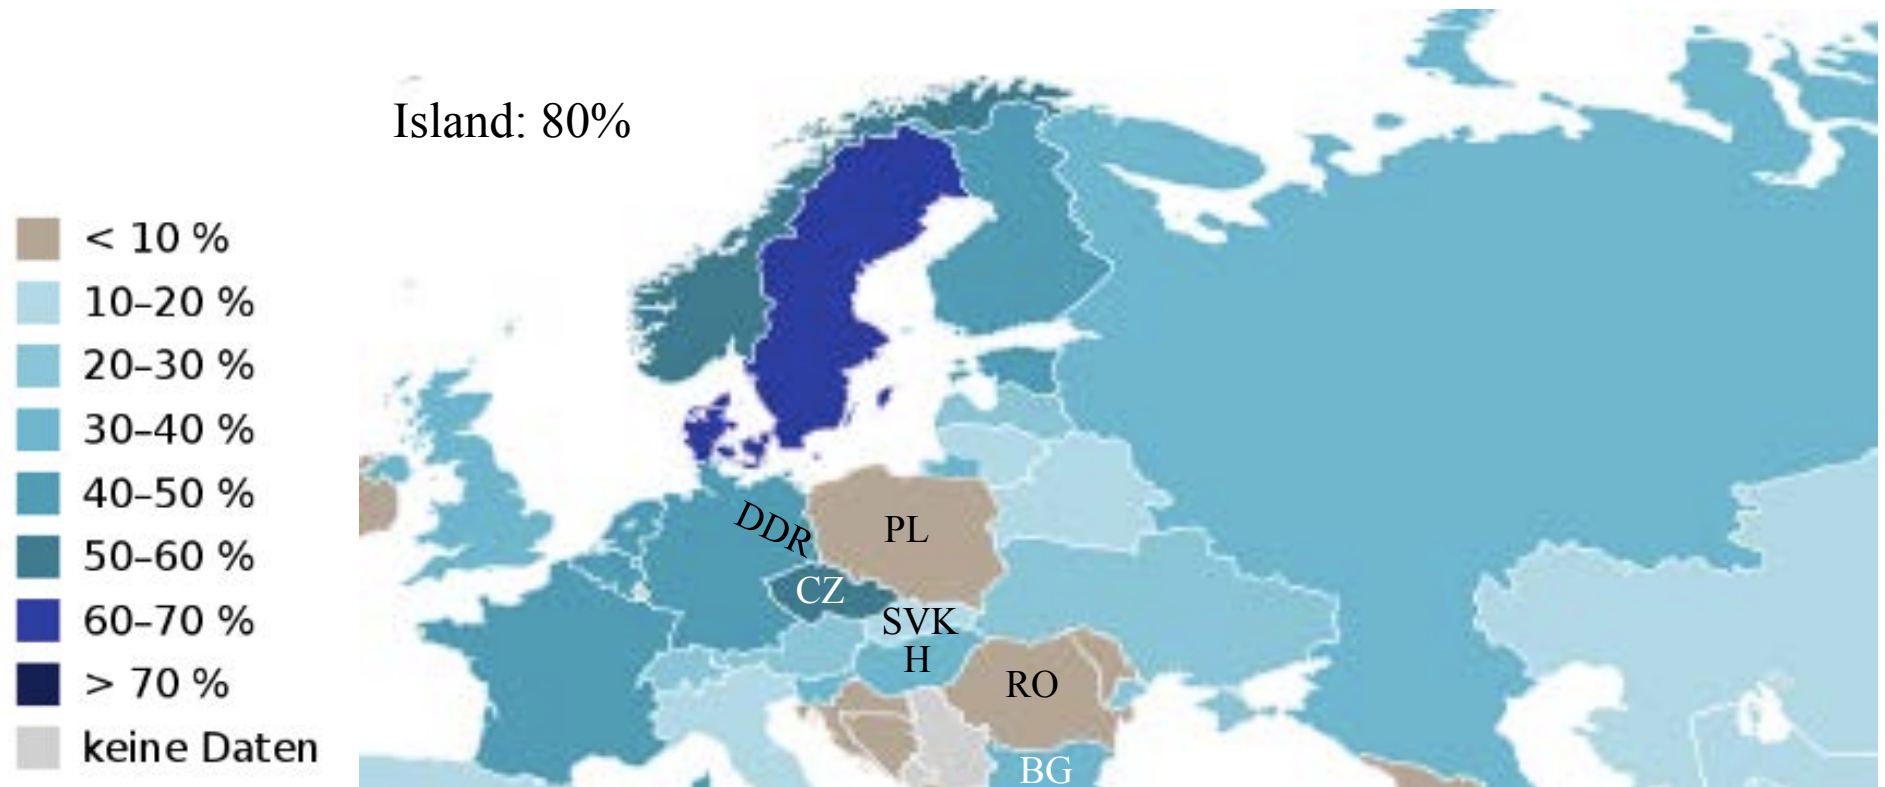 Island: 80%
< 10 %
10–20 %
20–30 %
30–40 %
40–50 %
50–60 %
60–70 %
> 70 %
keine Daten
DDR
PL
CZ
SVK
H
RO
BG